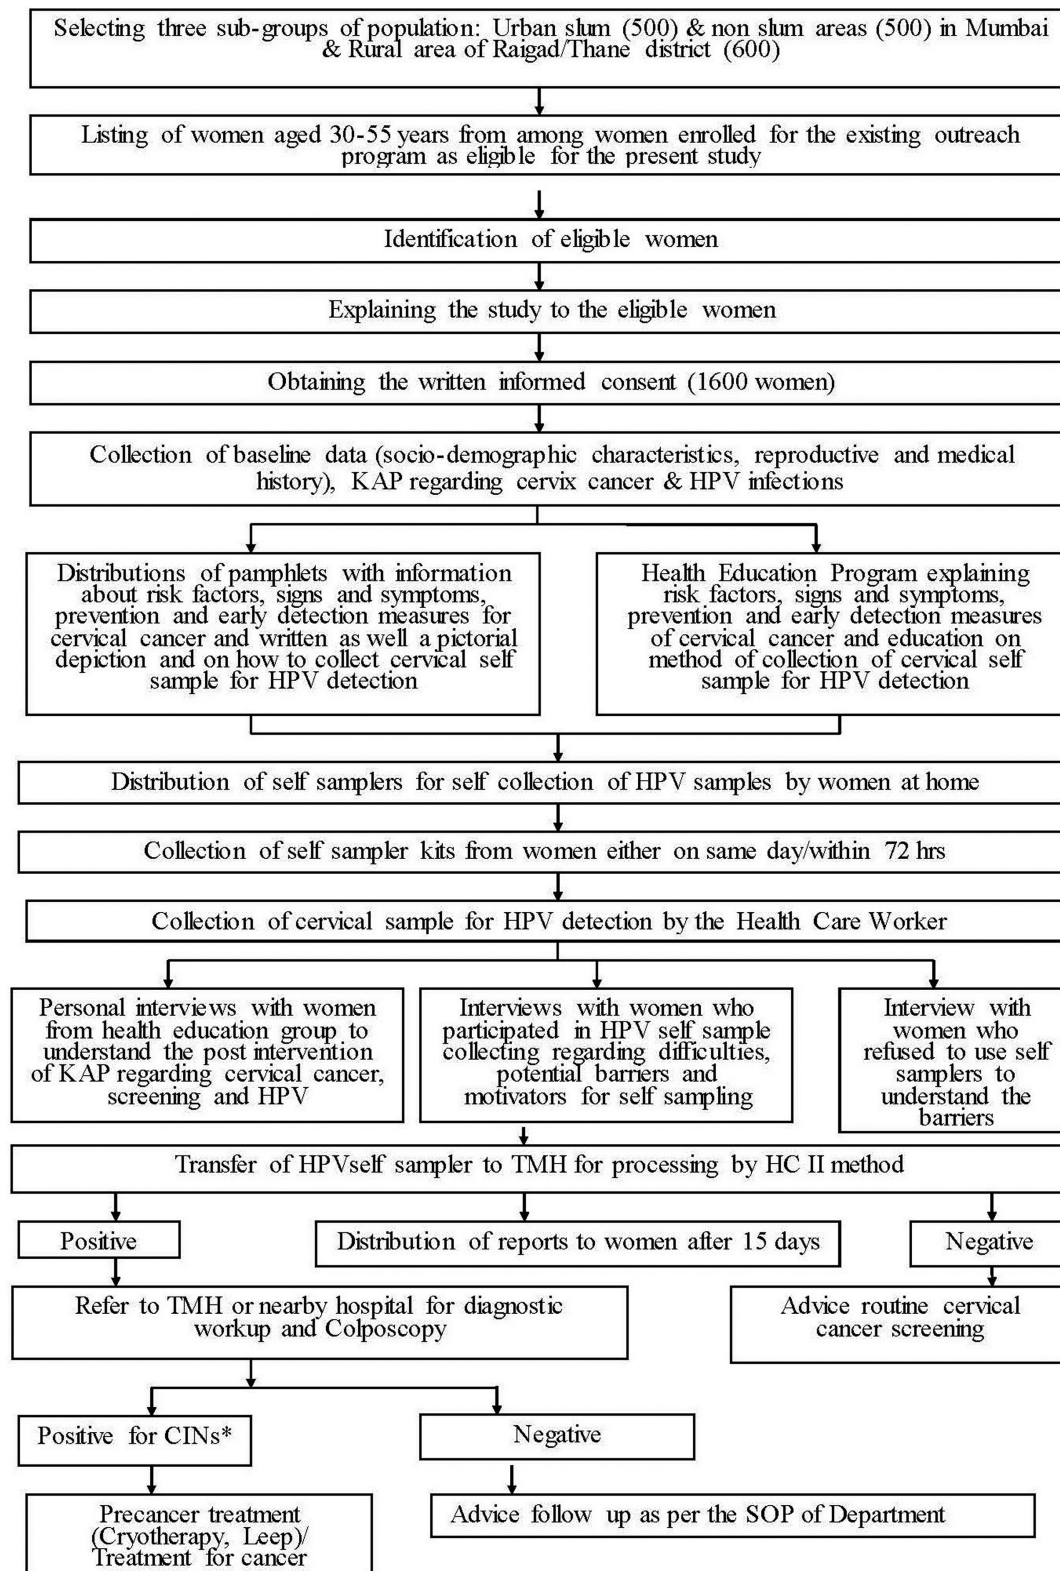 Selecting three sub-groups of population: Urban slum (500) & non slum areas (500) in Mumbai
& Rural area of Raigad/Thane district (600)
Listing of women aged 30-55 years from among women enrolled for the existing outreach
program as eligible for the present study
Identification of eligible women
Explaining the study to the eligible women
Obtaining the written informed consent (1600 women)
Collection of baseline data (socio-demographic characteristics, reproductive and medical
history), KAP regarding cervix cancer & HPV infections
Distributions of pamphlets with information
about risk factors, signs and symptoms,
prevention and early detection measures for
cervical cancer and written as well a pictorial
depiction and on how to collect cervical self
sample for HPV detection
Health Education Program explaining
risk factors, signs and symptoms,
prevention and early detection measures
of cervical cancer and education on
method of collection of cervical self
sample for HPV detection
Distribution of self samplers for self collection of HPV samples by women at home
Collection of self sampler kits from women either on same day/within 72 hrs
Collection of cervical sample for HPV detection by the Health Care Worker
Personal interviews with women
from health education group to
understand the post intervention
of KAP regarding cervical cancer,
screening and HPV
Interviews with women who
participated in HPV self sample
collecting regarding difficulties,
potential barriers and
motivators for self sampling
Interview with
women who
refused to use self
samplers to
understand the
barriers
Transfer of HPVself sampler to TMH for processing by HC II method
Positive
Distribution of reports to women after 15 days
Negative
Refer to TMH or nearby hospital for diagnostic
workup and Colposcopy
Advice routine cervical
cancer screening
Positive for CINs*
Negative
Precancer treatment
(Cryotherapy, Leep)/
Treatment for cancer
Advice follow up as per the SOP of Department